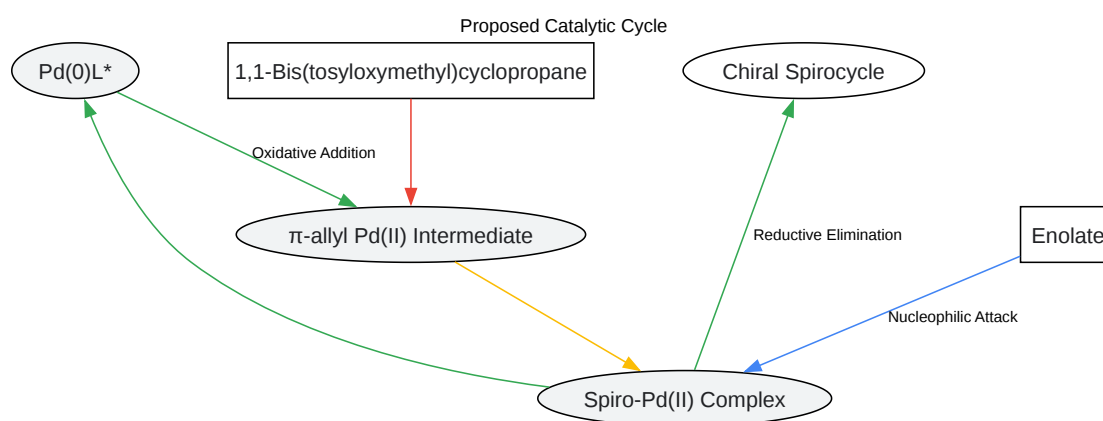 Proposed Catalytic Cycle
Pd(0)L*
1,1-Bis(tosyloxymethyl)cyclopropane
Chiral Spirocycle
Oxidative Addition
π-allyl Pd(II) Intermediate
Reductive Elimination
Enolate
Nucleophilic Attack
Spiro-Pd(II) Complex